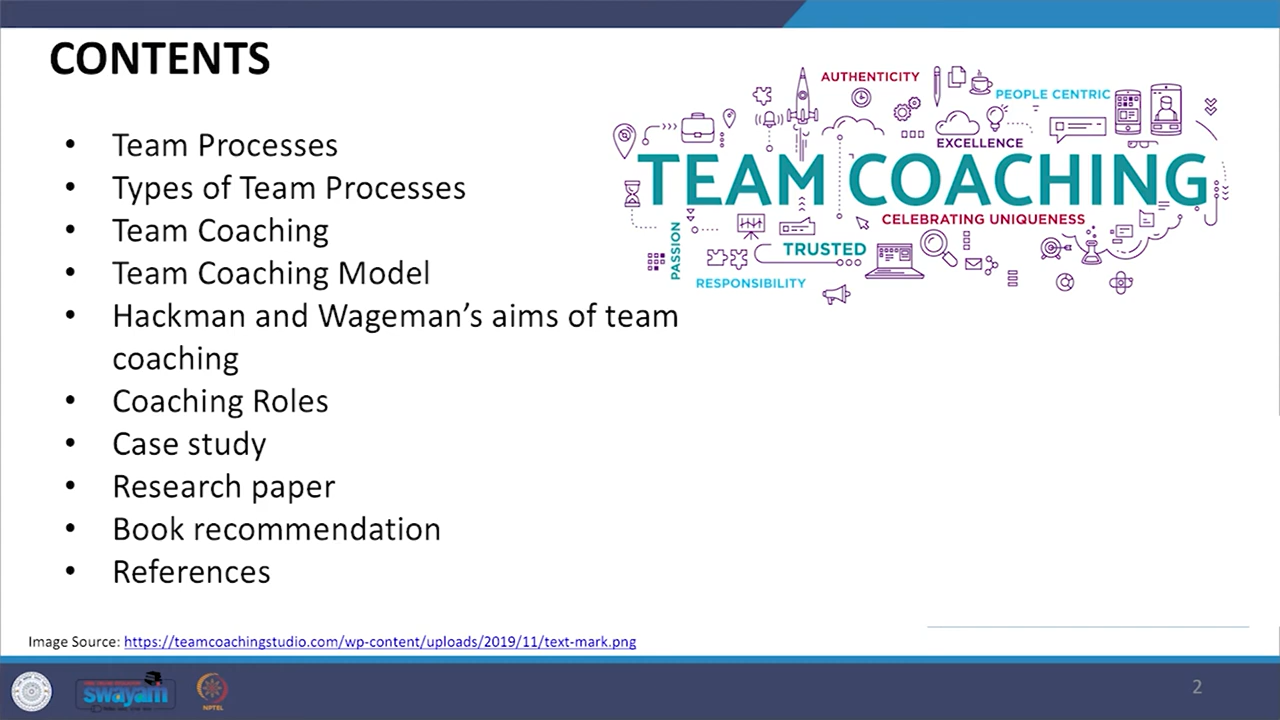 CONTENTS
• Team Processes
• Types of Team Processes
• Team Coaching
• Team Coaching Model
• Hackman and Wageman's aims of team
coaching
• Coaching Roles
• Case study
• Research paper
• Book recommendation
• References
AUTHENTICITY
PEOPLE CENTRIC
EXCELLENCE
TEAM COACHING
CELEBRATING UNIQUENESS
PASSION
TRUSTED
RESPONSIBILITY
Image Source: https://teamcoachingstudio.com/wp-content/uploads/2019/11/text-mark.png
swayam
NPTEL
2